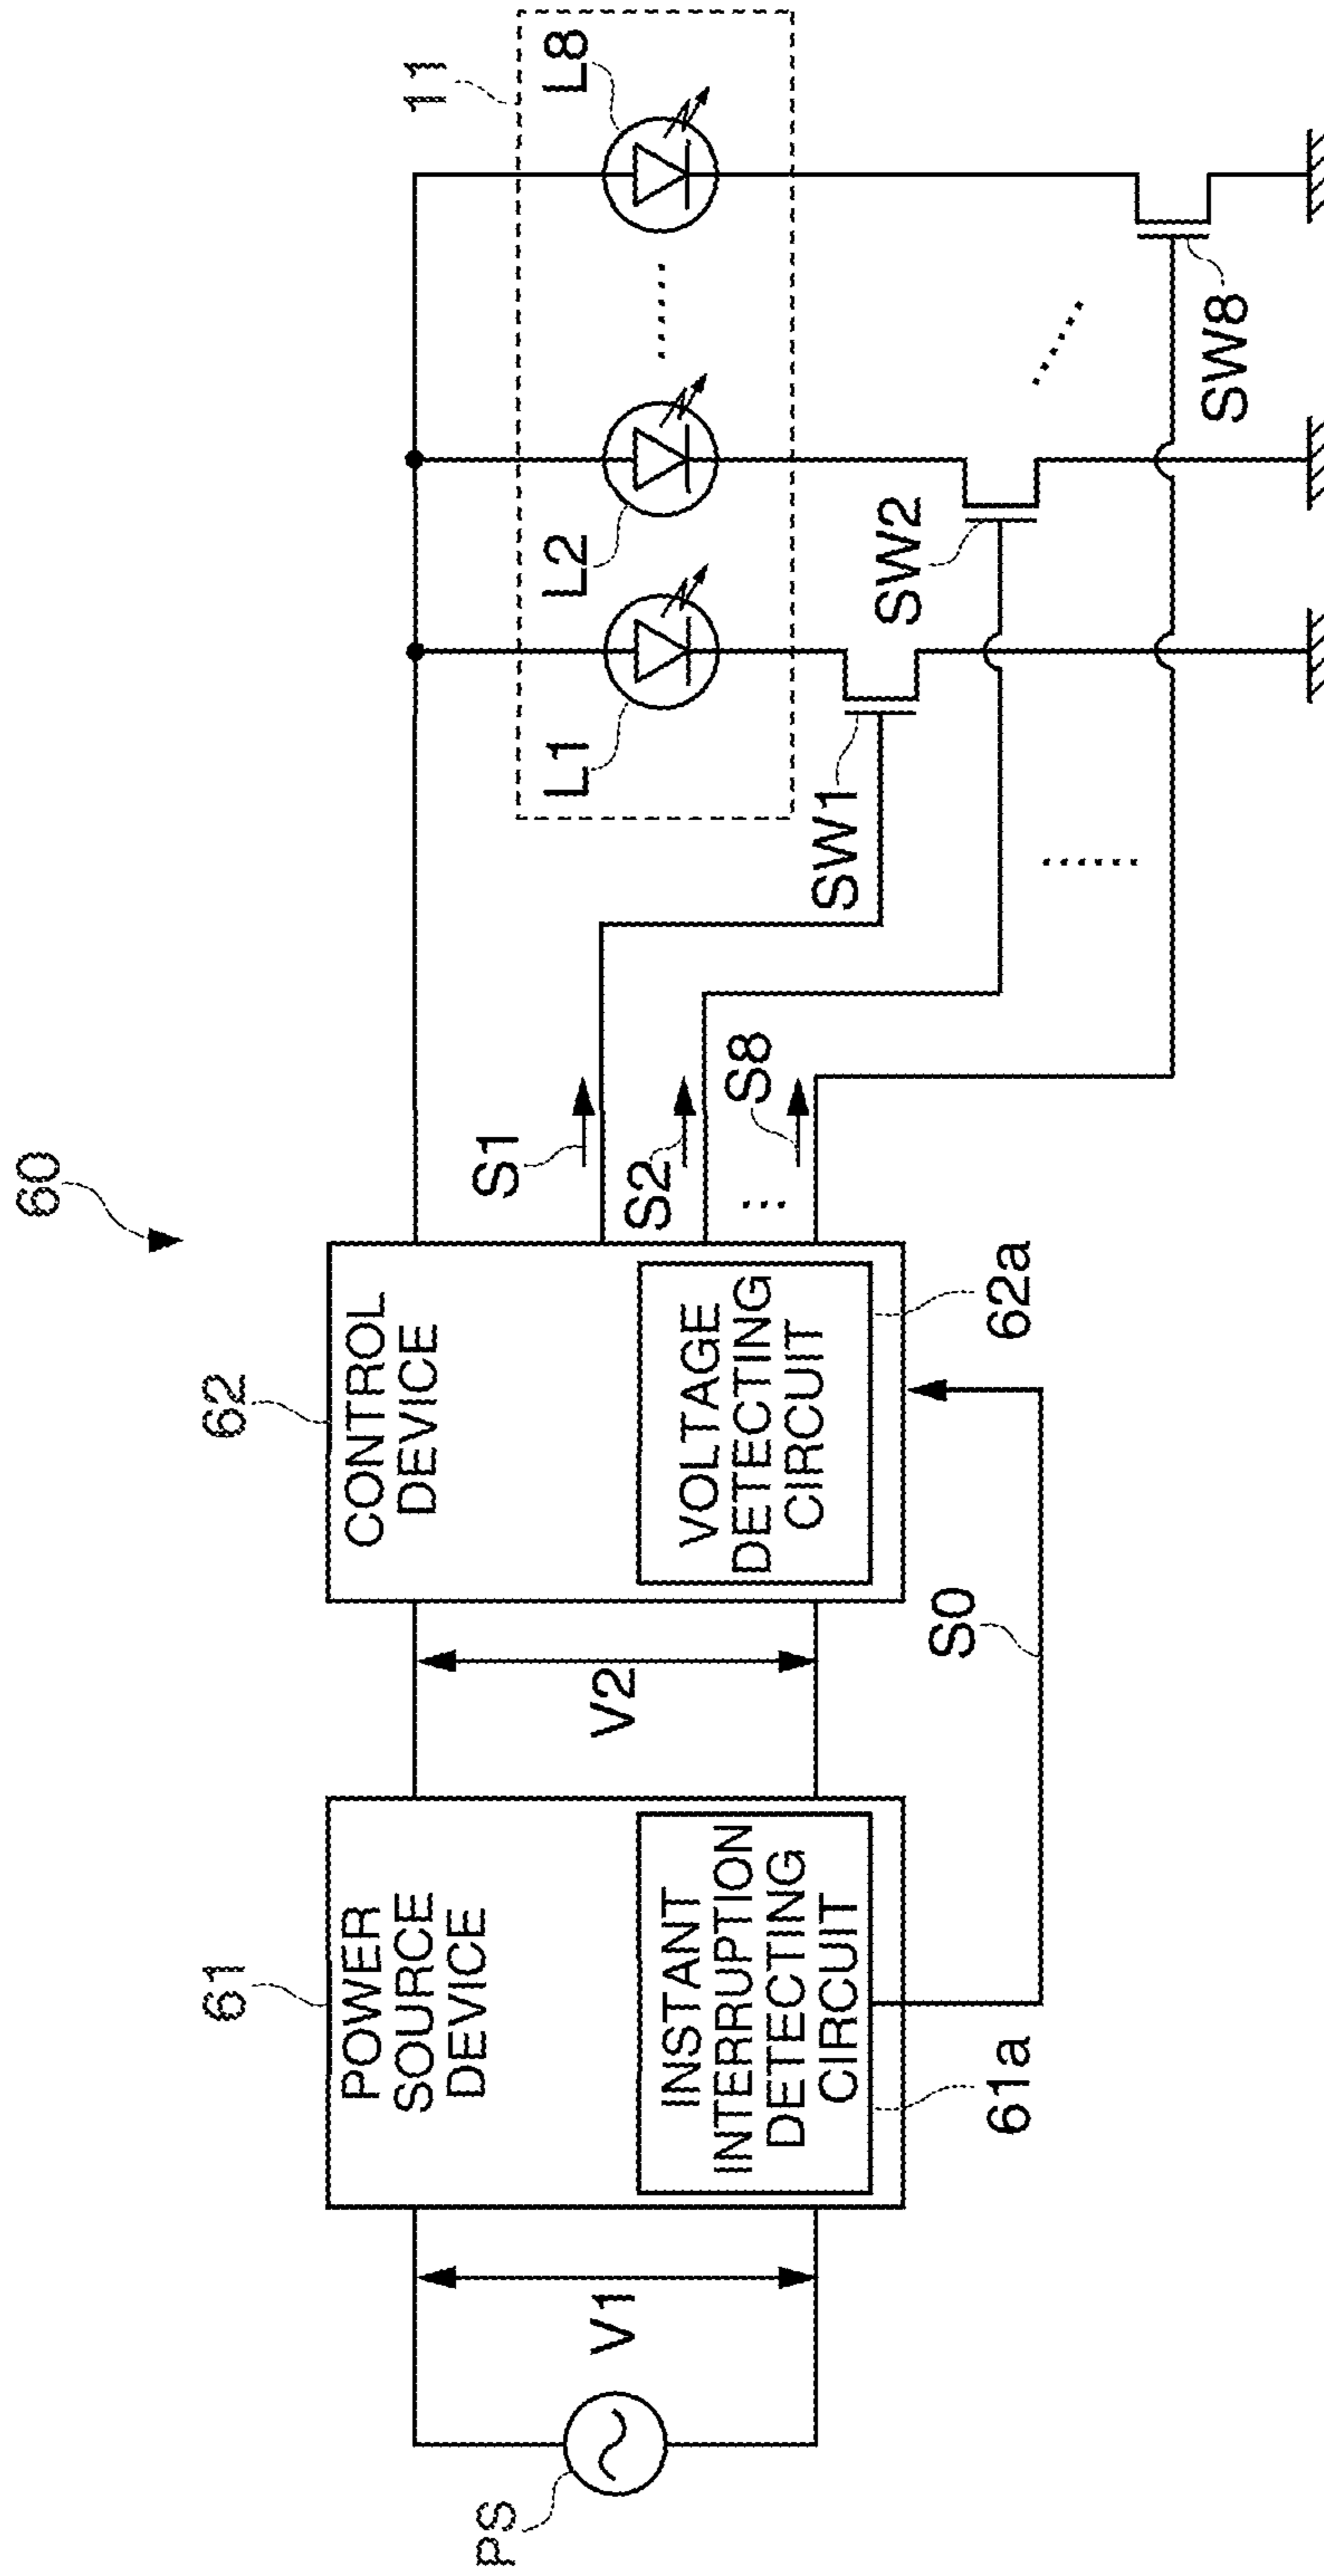 60
PS
V1
61
POWER
SOURCE
DEVICE
INSTANT
INTERRUPTION
DETECTING
CIRCUIT
61a
V2
S0
62
CONTROL
DEVICE
VOLTAGE
DETECTING
CIRCUIT
62a
S1
S2
S8
11
L1
L2
L8
SW1
SW2
SW8